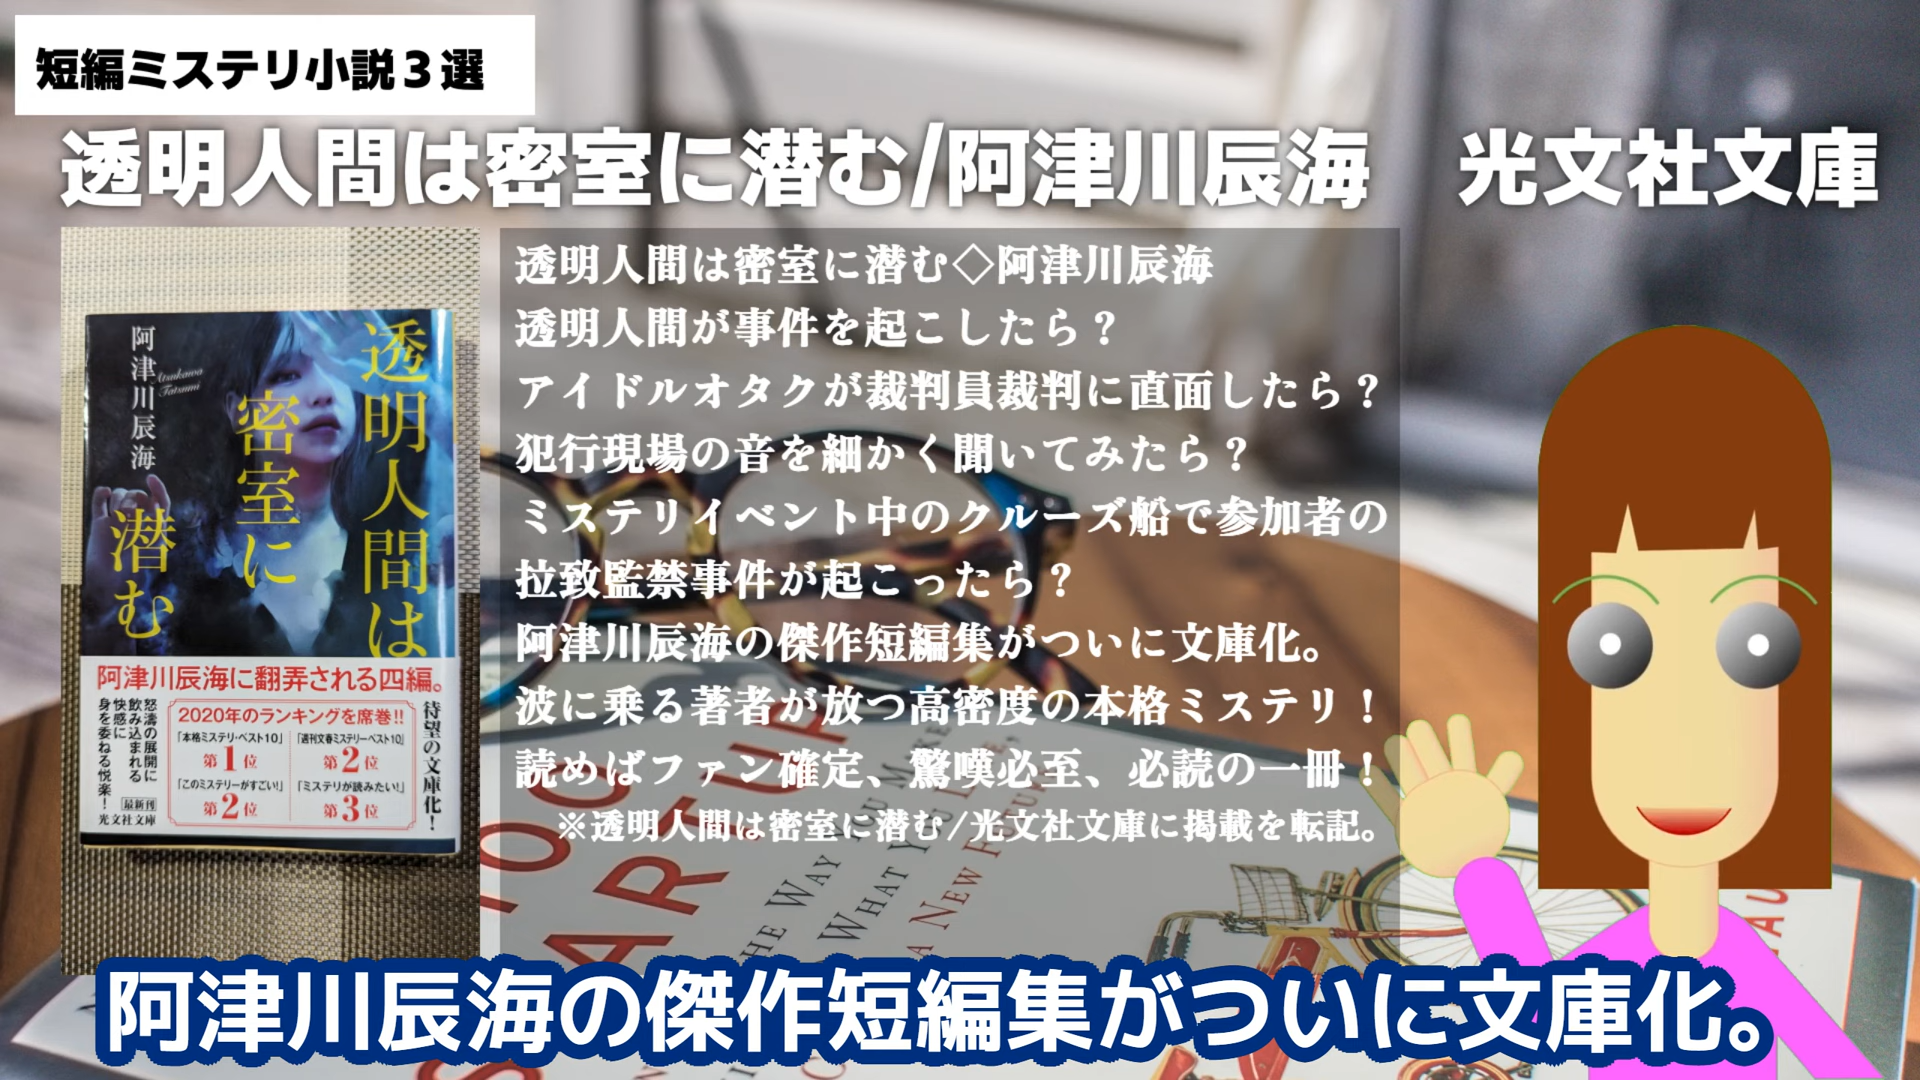 短編ミステリ小説3選
透明人間は密室に潜む/阿津川辰海　光文社文庫
透明人間は
密室に
潜む
阿津川辰海
Atsukawa
Tatsumi
阿津川辰海に翻弄される四編。
待望の文庫化!
2020年のランキングを席巻!!
「本格ミステリ・ベスト10」
第1位
「週刊文春ミステリーベスト10」
第2位
「このミステリーがすごい!」
第2位
「ミステリが読みたい!」
第3位
怒濤の展開に
飲み込まれる
快感に
身を委ねる悦楽!
最新刊
光文社文庫
透明人間は密室に潜む◇阿津川辰海
透明人間が事件を起こしたら?
アイドルオタクが裁判員裁判に直面したら?
犯行現場の音を細かく聞いてみたら?
ミステリイベント中のクルーズ船で参加者の
拉致監禁事件が起こったら?
阿津川辰海の傑作短編集がついに文庫化。
波に乗る著者が放つ高密度の本格ミステリ!
読めばファン確定、驚嘆必至、必読の一冊!
※透明人間は密室に潜む/光文社文庫に掲載を転記。
THE WAY YOU MAKE
WHAT YOU
A NEW
阿津川辰海の傑作短編集がついに文庫化。